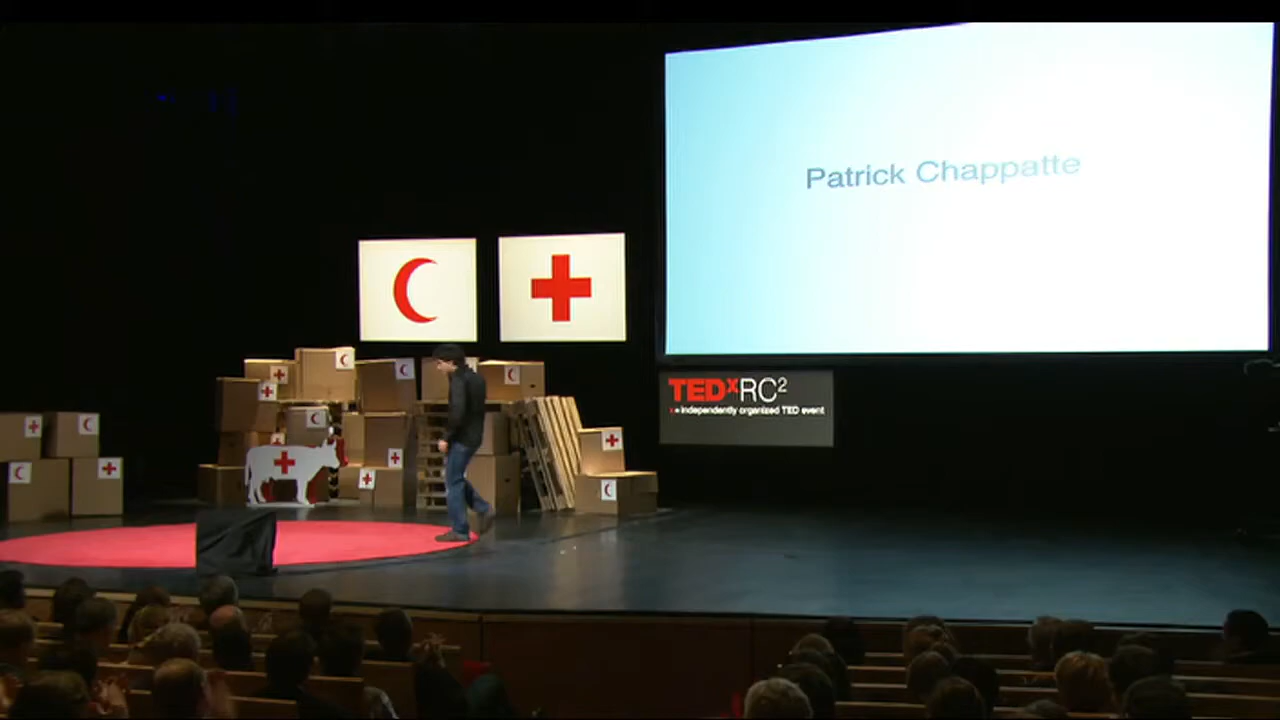 Patrick Chappatte
TEDxRC2
x = independently organized TED event